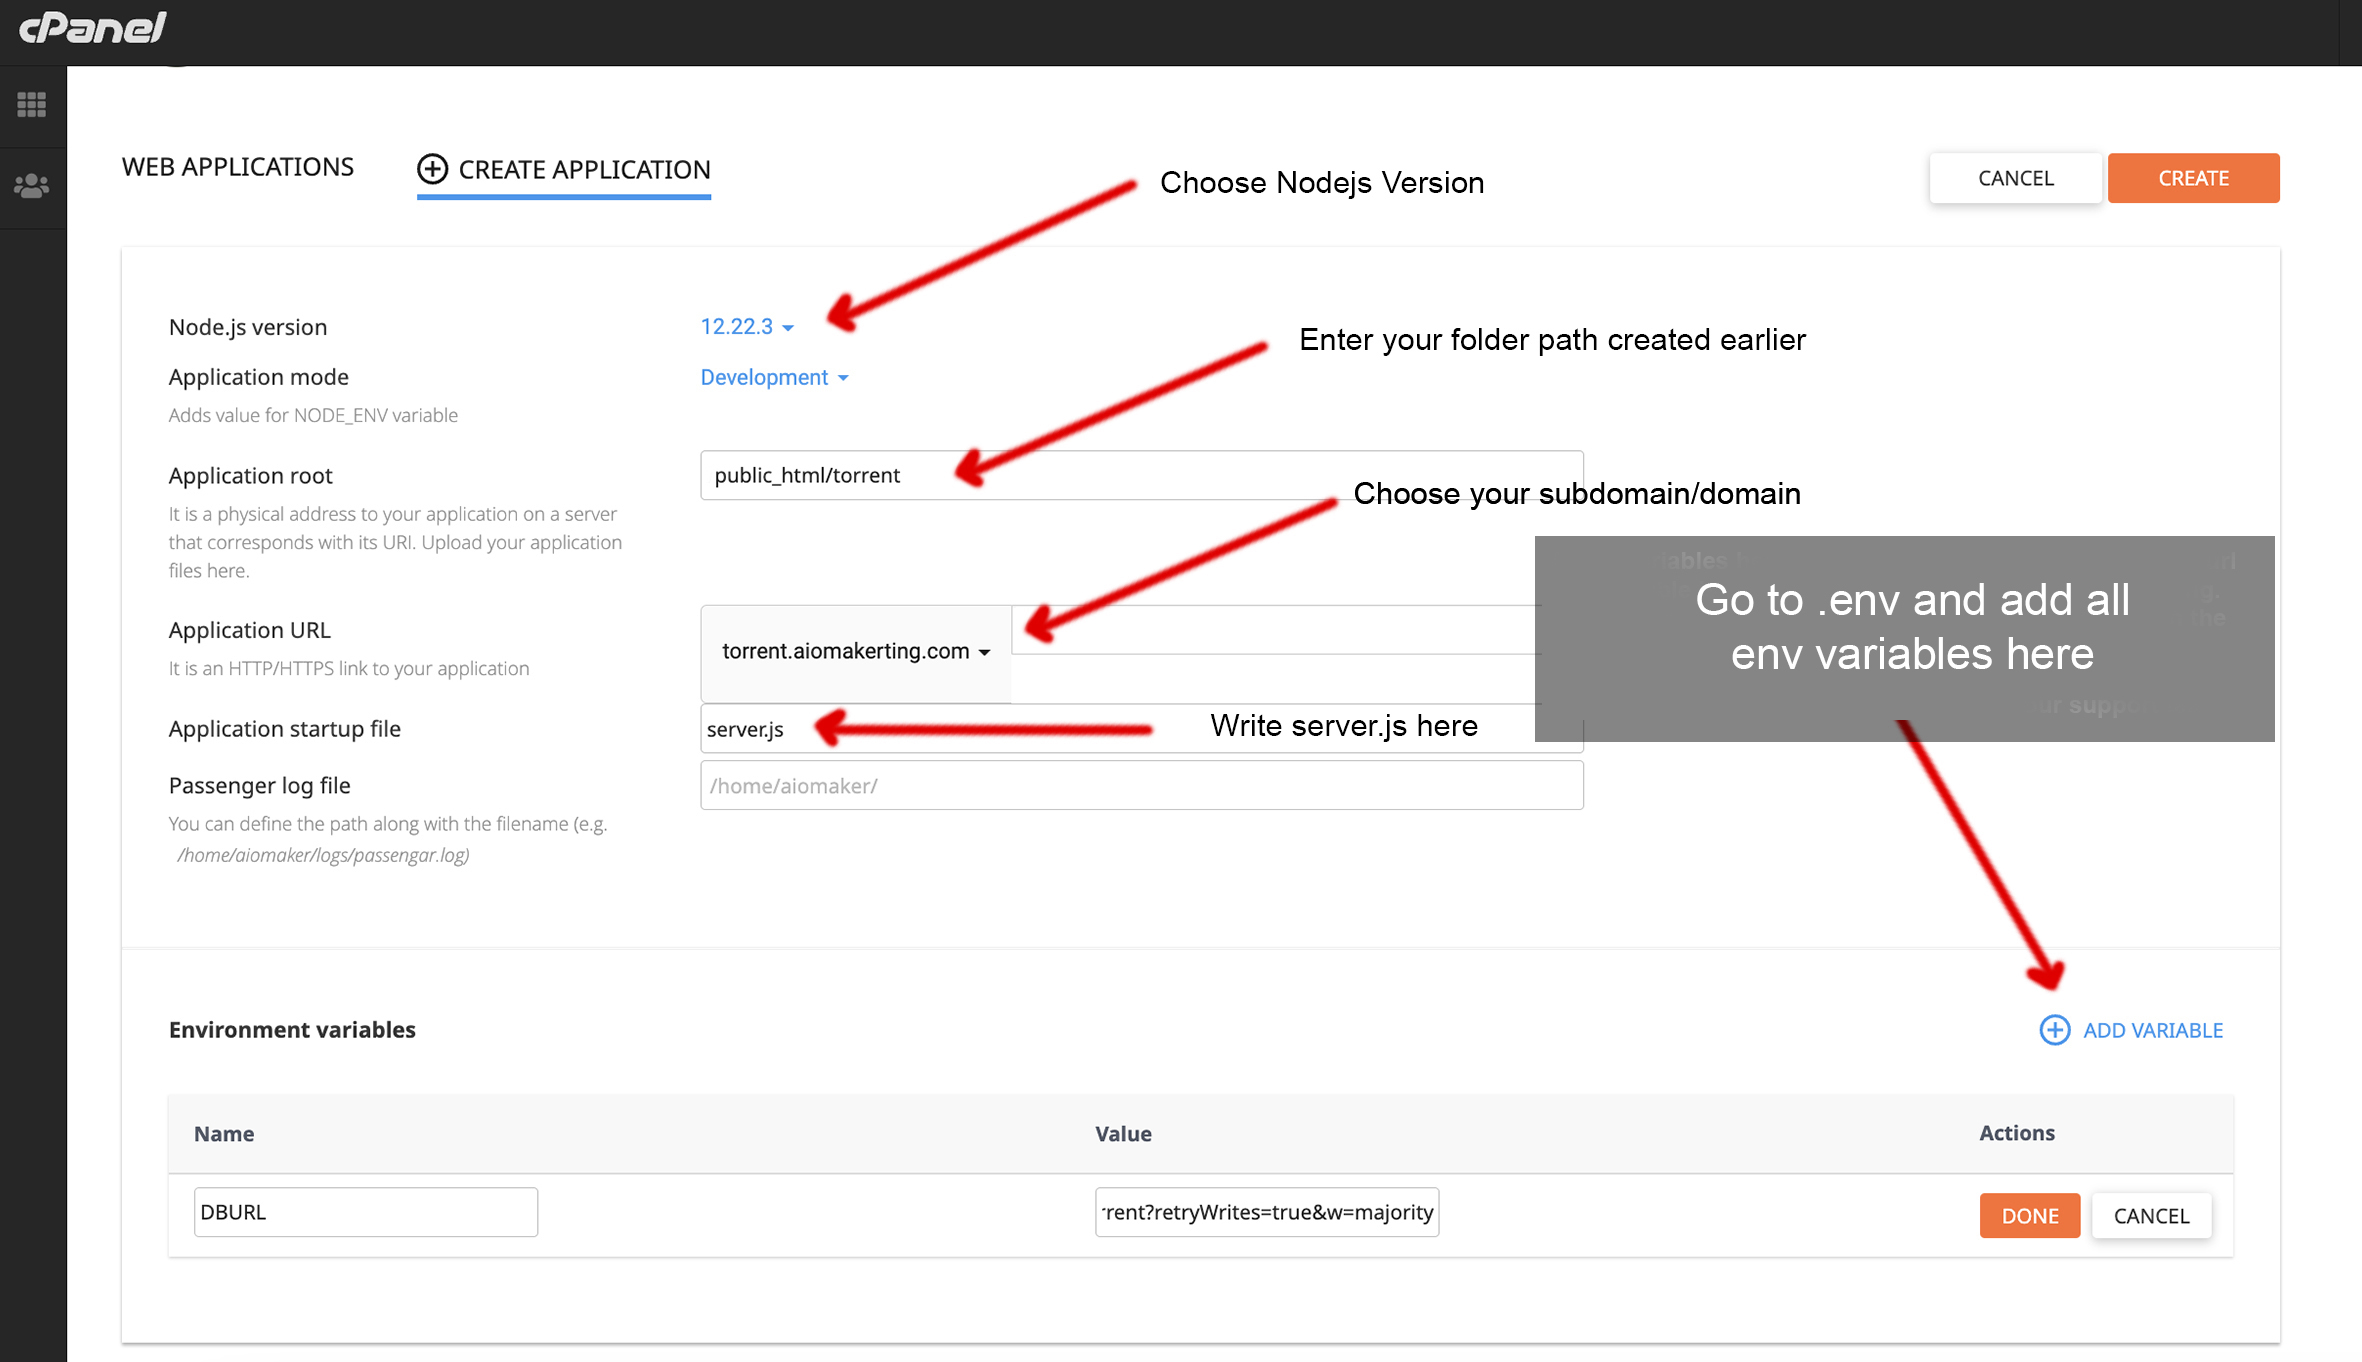 cPanel
WEB APPLICATIONS
CREATE APPLICATION
Choose Nodejs Version
CANCEL
CREATE
Node.js version
12.22.3
Enter your folder path created earlier
Application mode
Development
Adds value for NODE_ENV variable
Application root
public_html/torrent
Choose your subdomain/domain
It is a physical address to your application on a server
that corresponds with its URI. Upload your application
files here.
Go to .env and add all
env variables here
Application URL
torrent.aiomakerting.com
It is an HTTP/HTTPS link to your application
Application startup file
server.js
Write server.js here
Passenger log file
/home/aiomaker/
You can define the path along with the filename (e.g.
/home/aiomaker/logs/passengar.log)
Environment variables
ADD VARIABLE
Name
Value
Actions
DBURL
rent?retryWrites=true&w=majority
DONE
CANCEL